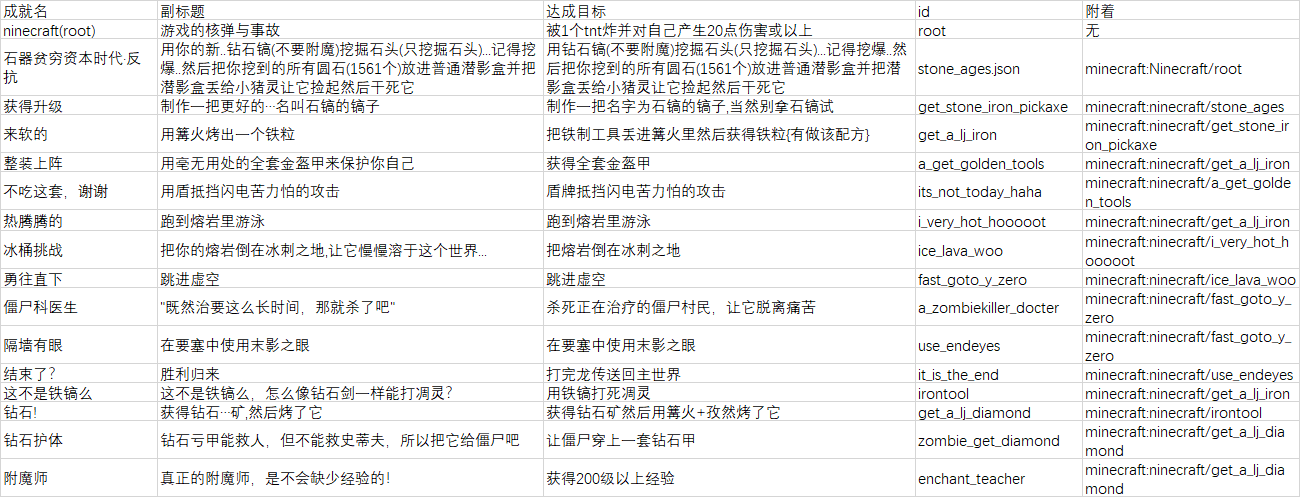 成就名 副标题 达成目标 id 附着
ninecraft(root) 游戏的核弹与事故 被1个tnt炸并对自己产生20点伤害或以上 root 无
石器贫穷资本时代·反抗 用你的新..钻石镐(不要附魔)挖掘石头(只挖掘石头)...记得挖爆..然后把你挖到的所有圆石(1561个)放进普通潜影盒并把潜影盒丢给小猪灵让它捡起然后干死它 用钻石镐(不要附魔)挖掘石头(只挖掘石头)...记得挖爆..然后把你挖到的所有圆石(1561个)放进普通潜影盒并把潜影盒丢给小猪灵让它捡起然后干死它 stone_ages.json minecraft:Ninecraft/root
获得升级 制作一把更好的···名叫石镐的镐子 制作一把名字为石镐的镐子,当然别拿石镐试 get_stone_iron_pickaxe minecraft:ninecraft/stone_ages
来软的 用篝火烤出一个铁粒 把铁制工具丢进篝火里然后获得铁粒{有做该配方} get_a_lj_iron minecraft:ninecraft/get_stone_iron_pickaxe
整装上阵 用毫无用处的全套金盔甲来保护你自己 获得全套金盔甲 a_get_golden_tools minecraft:ninecraft/get_a_lj_iron
不吃这套，谢谢 用盾抵挡闪电苦力怕的攻击 盾牌抵挡闪电苦力怕的攻击 its_not_today_haha minecraft:ninecraft/a_get_golden_tools
热腾腾的 跑到熔岩里游泳 跑到熔岩里游泳 i_very_hot_hooooot minecraft:ninecraft/get_a_lj_iron
冰桶挑战 把你的熔岩倒在冰刺之地,让它慢慢溶于这个世界... 把熔岩倒在冰刺之地 ice_lava_woo minecraft:ninecraft/i_very_hot_hooooot
勇往直下 跳进虚空 跳进虚空 fast_goto_y_zero minecraft:ninecraft/ice_lava_woo
僵尸科医生 "既然治要这么长时间，那就杀了吧" 杀死正在治疗的僵尸村民，让它脱离痛苦 a_zombiekiller_docter minecraft:ninecraft/fast_goto_y_zero
隔墙有眼 在要塞中使用末影之眼 在要塞中使用末影之眼 use_endeyes minecraft:ninecraft/fast_goto_y_zero
结束了？ 胜利归来 打完龙传送回主世界 it_is_the_end minecraft:ninecraft/use_endeyes
这不是铁镐么 这不是铁镐么，怎么像钻石剑一样能打凋灵？ 用铁镐打死凋灵 irontool minecraft:ninecraft/get_a_lj_iron
钻石! 获得钻石···矿,然后烤了它 获得钻石矿然后用篝火+孜然烤了它 get_a_lj_diamond minecraft:ninecraft/irontool
钻石护体 钻石亏甲能救人，但不能救史蒂夫，所以把它给僵尸吧 让僵尸穿上一套钻石甲 zombie_get_diamond minecraft:ninecraft/get_a_lj_diamond
附魔师 真正的附魔师，是不会缺少经验的！ 获得200级以上经验 enchant_teacher minecraft:ninecraft/get_a_lj_diamond